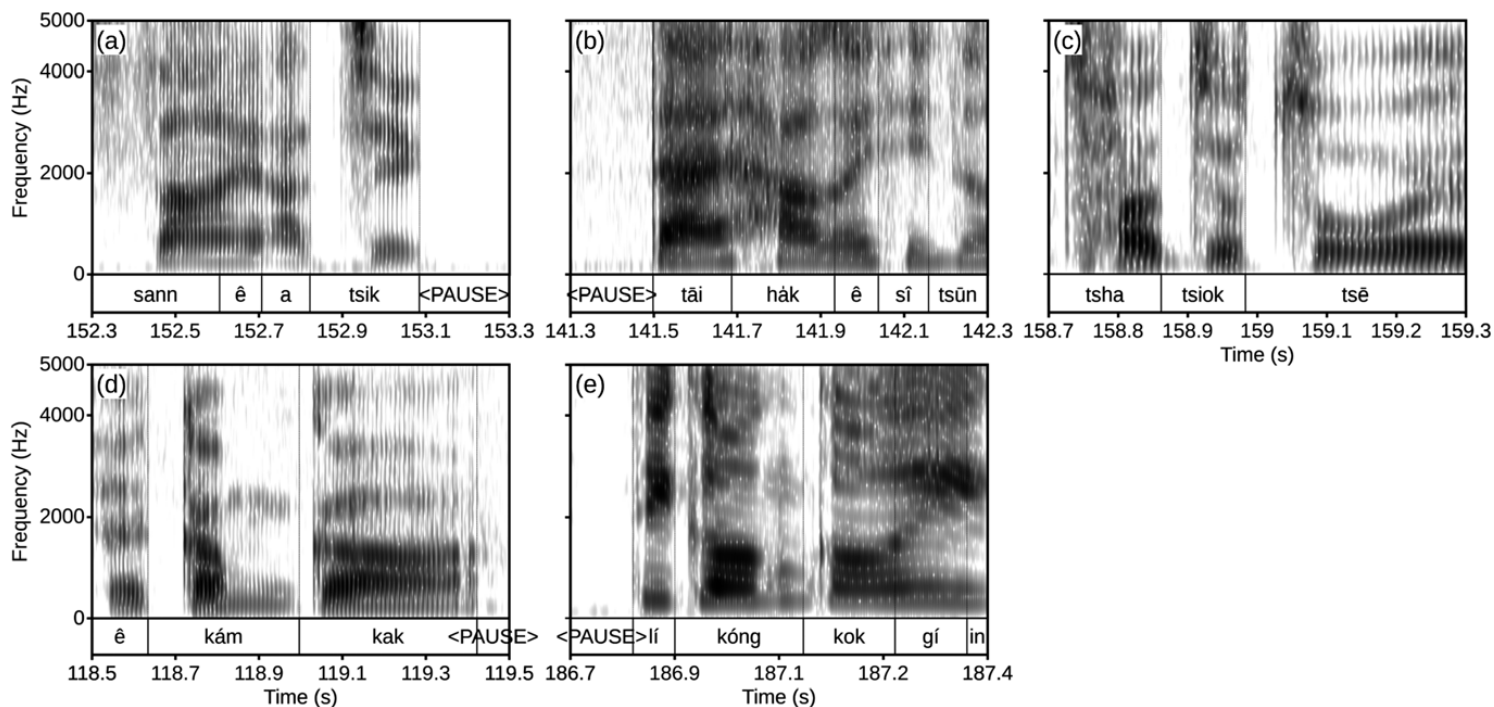 (a) (b) (c)
5000
4000
2000
0
Frequency (Hz)
sann ê a tsik <PAUSE>
152.3 152.5 152.7 152.9 153.1 153.3
<PAUSE> tāi ha̍k ê sî tsūn
141.3 141.5 141.7 141.9 142.1 142.3
tsha tsiok tsē
158.7 158.8 158.9 159 159.1 159.2 159.3
Time (s)
(d) (e)
5000
4000
2000
0
Frequency (Hz)
ê kám kak <PAUSE>
118.5 118.7 118.9 119.1 119.3 119.5
Time (s)
<PAUSE> lí kóng kok gí in
186.7 186.9 187.1 187.2 187.4
Time (s)